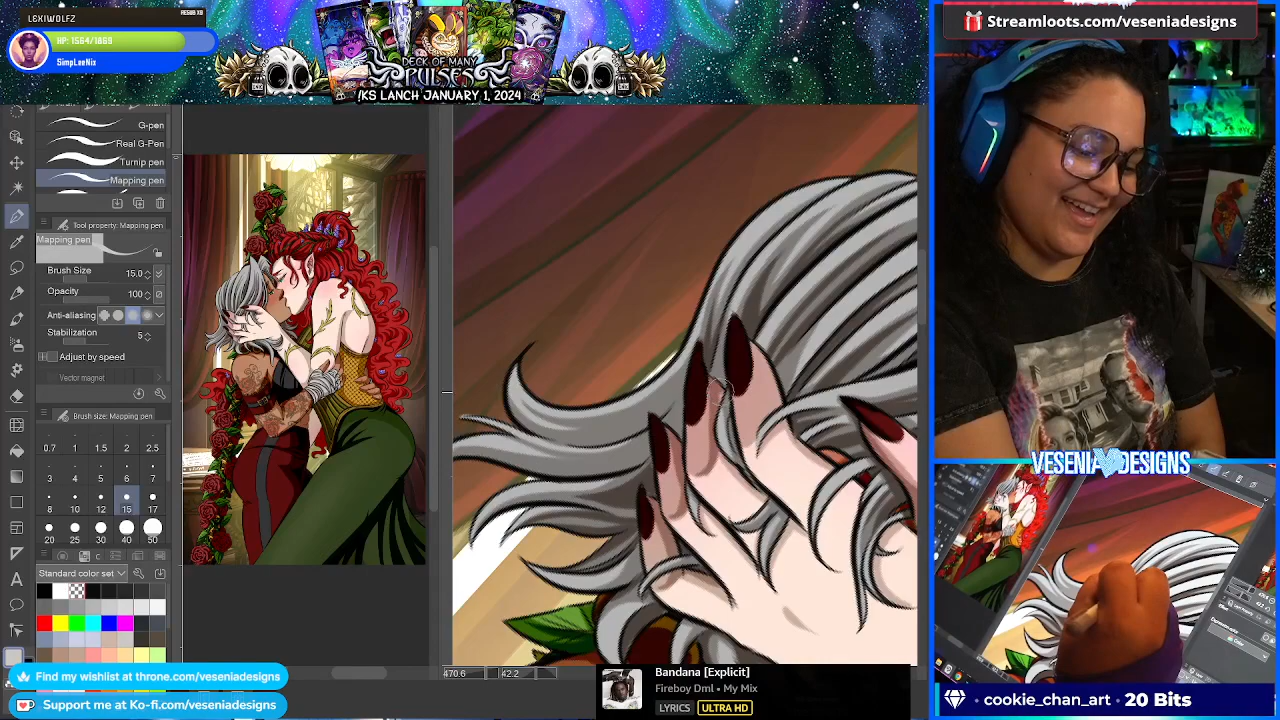 LEXIWOLFZ
HP: 1564/1869
SimpLeeNix
DECK OF MANY
PULSES
!KS LANCH JANUARY 1, 2024
Streamloots.com/veseniadesigns
G-pen
Real G-Pen
Turnip pen
Mapping pen
Tool property: Mapping pen
Mapping pen
Brush Size 15.0
Opacity 100
Anti-aliasing
Stabilization 5
Adjust by speed
Vector magnet
Brush size: Mapping pen
0.7 1 1.5 2 2.5
3 4 5 6 7
8 10 12 15 17
20 25 30 40 50
Standard color set
Find my wishlist at throne.com/veseniadesigns
Support me at Ko-fi.com/veseniadesigns
470.6 42.2
Bandana [Explicit]
Fireboy Dml • My Mix
LYRICS ULTRA HD
VESENIA DESIGNS
cookie_chan_art • 20 Bits